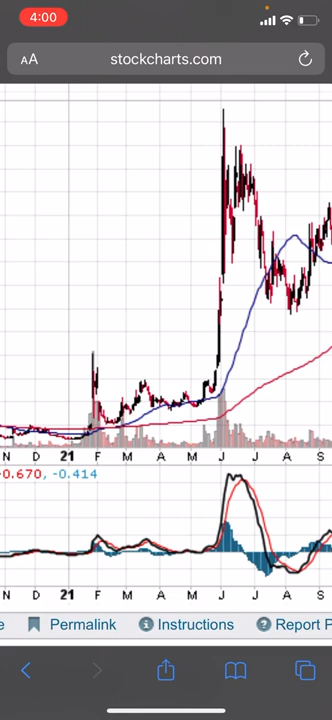 4:00
AA stockcharts.com
N D 21 F M A M J J A S
-0.670, -0.414
N D 21 F M A M J J A S
e Permalink Instructions Report P